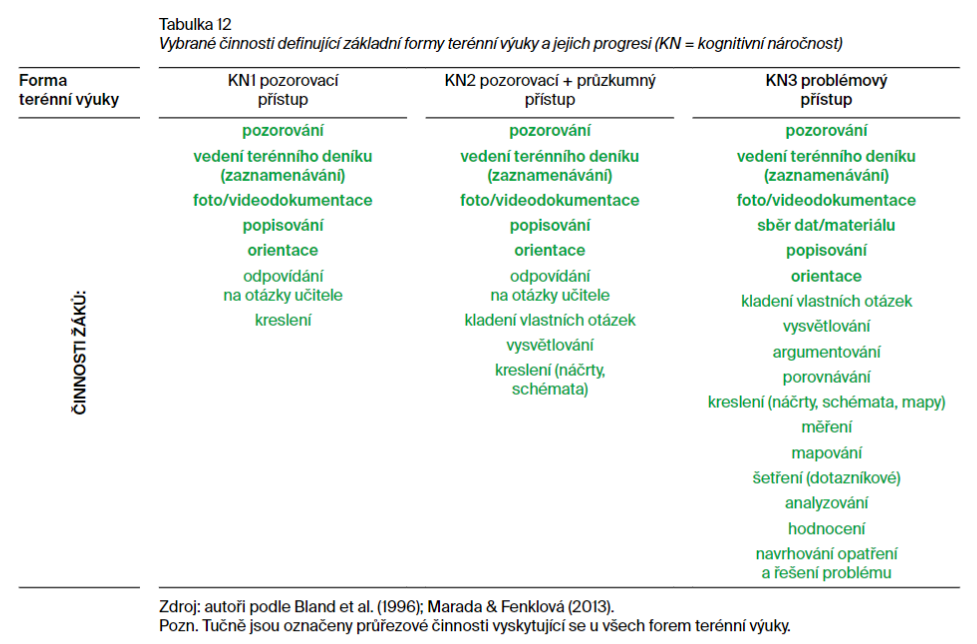 Tabulka 12
Vybrané činnosti definující základní formy terénní výuky a jejich progresi (KN = kognitivní náročnost)
Forma
terénní výuky
KN1 pozorovací
přístup
KN2 pozorovací + průzkumný
přístup
KN3 problémový
přístup
ČINNOSTI ŽÁKŮ:
pozorování
vedení terénního deníku
(zaznamenávání)
foto/videodokumentace
popisování
orientace
odpovídání
na otázky učitele
kreslení
pozorování
vedení terénního deníku
(zaznamenávání)
foto/videodokumentace
popisování
orientace
odpovídání
na otázky učitele
kladení vlastních otázek
vysvětlování
kreslení (náčrty,
schémata)
pozorování
vedení terénního deníku
(zaznamenávání)
foto/videodokumentace
sběr dat/materiálu
popisování
orientace
kladení vlastních otázek
vysvětlování
argumentování
porovnávání
kreslení (náčrty, schémata, mapy)
měření
mapování
šetření (dotazníkové)
analyzování
hodnocení
navrhování opatření
a řešení problému
Zdroj: autoři podle Bland et al. (1996); Marada & Fenklová (2013).
Pozn. Tučně jsou označeny průřezové činnosti vyskytující se u všech forem terénní výuky.